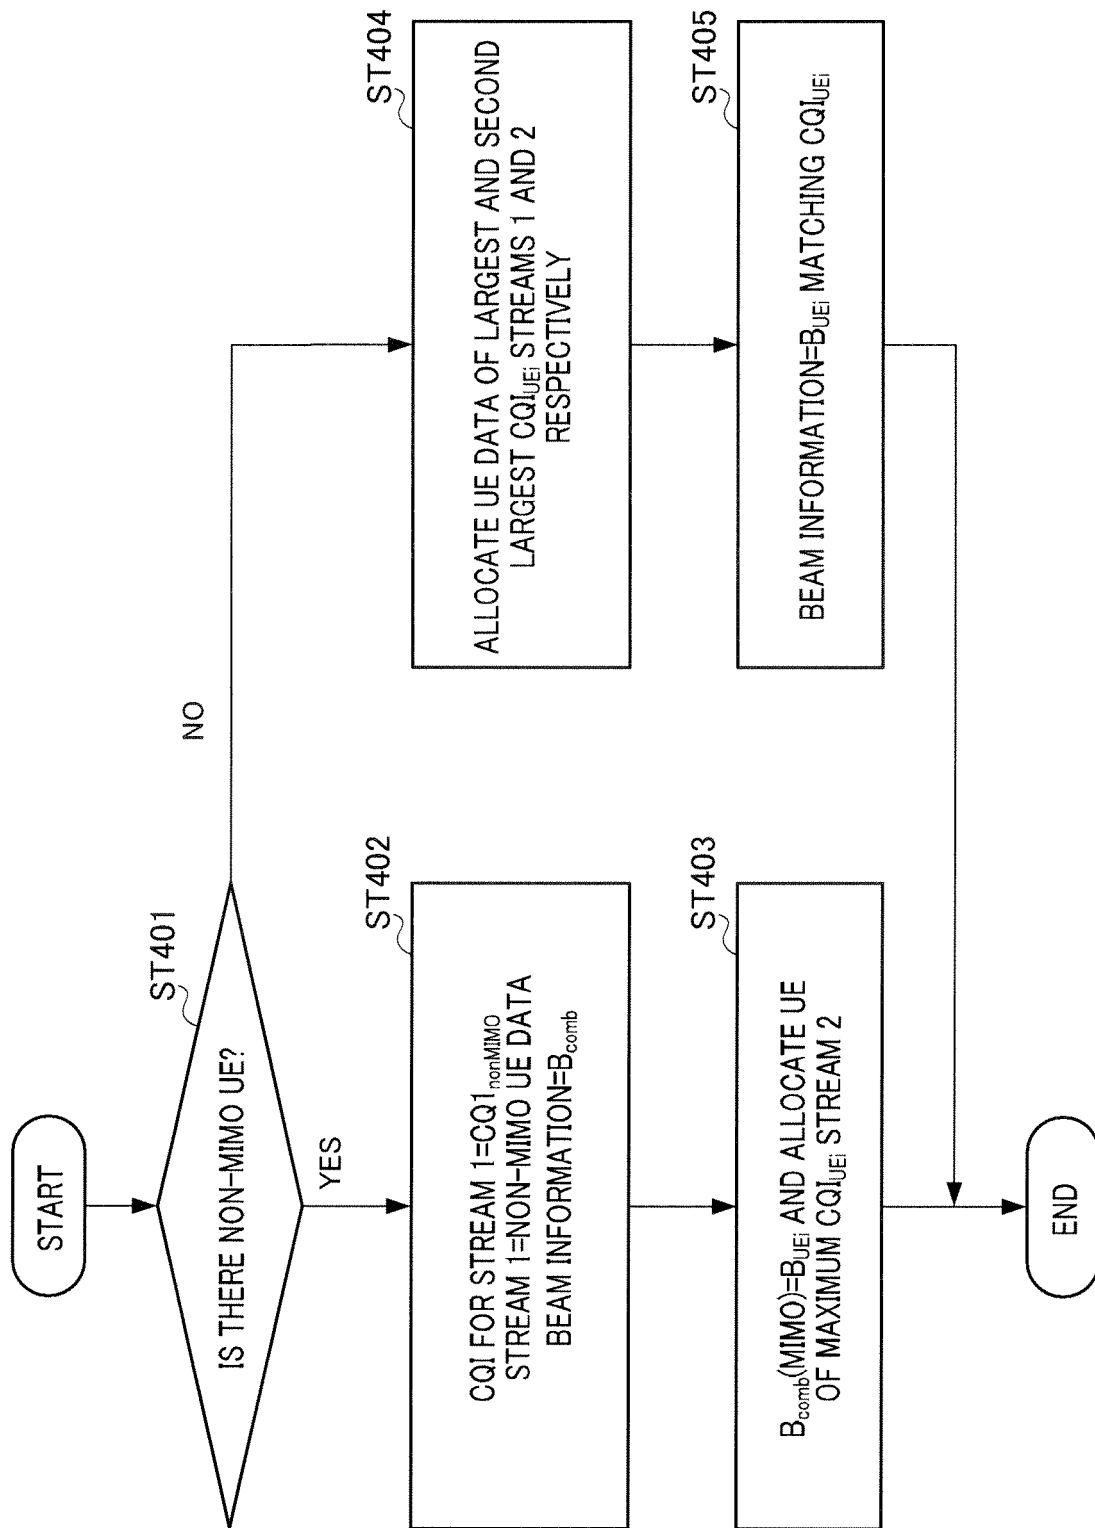 START
ST401
IS THERE NON-MIMO UE?
YES
NO
ST402
CQI FOR STREAM 1=CQ1nonMIMO
STREAM 1=NON-MIMO UE DATA
BEAM INFORMATION=Bcomb
ST403
Bcomb(MIMO)=BUEi AND ALLOCATE UE
OF MAXIMUM CQIUEi STREAM 2
ST404
ALLOCATE UE DATA OF LARGEST AND SECOND
LARGEST CQIUEi STREAMS 1 AND 2
RESPECTIVELY
ST405
BEAM INFORMATION=BUEi MATCHING CQIUEi
END